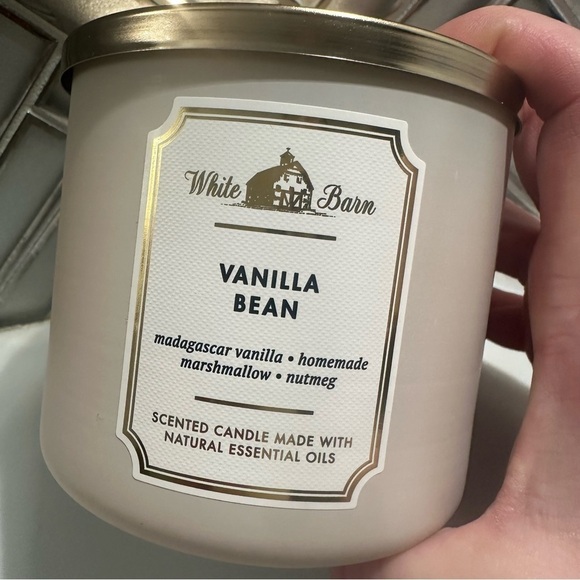 White Barn
VANILLA
BEAN
madagascar vanilla • homemade
marshmallow • nutmeg
SCENTED CANDLE MADE WITH
NATURAL ESSENTIAL OILS